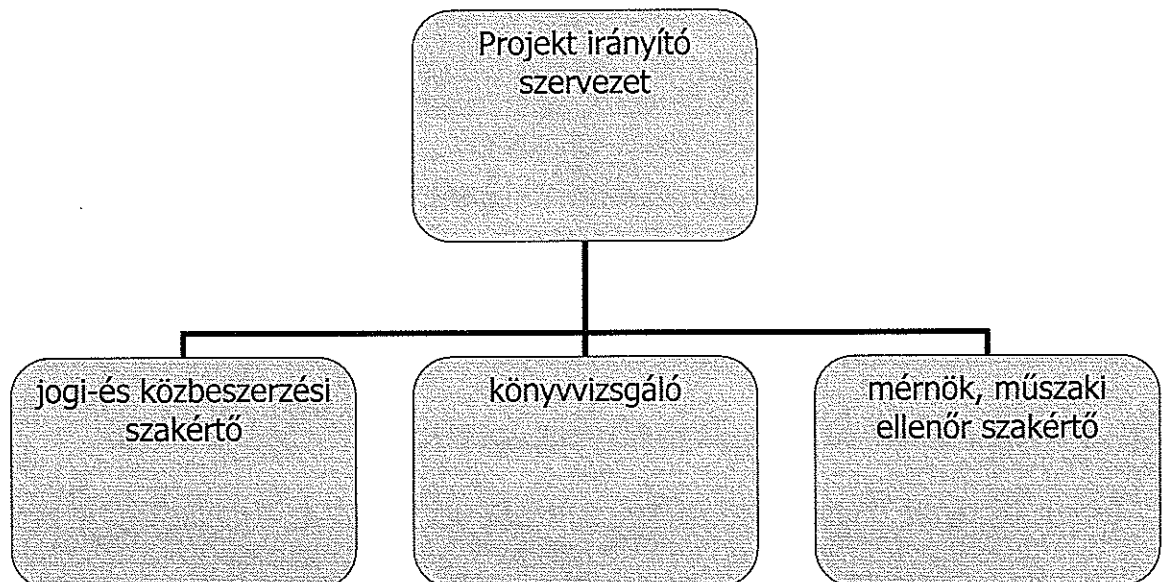 Projekt irányító
szervezet
jogi-és közbeszerzési
szakértő
könyvvizsgáló
mérnök, műszaki
ellenőr szakértő